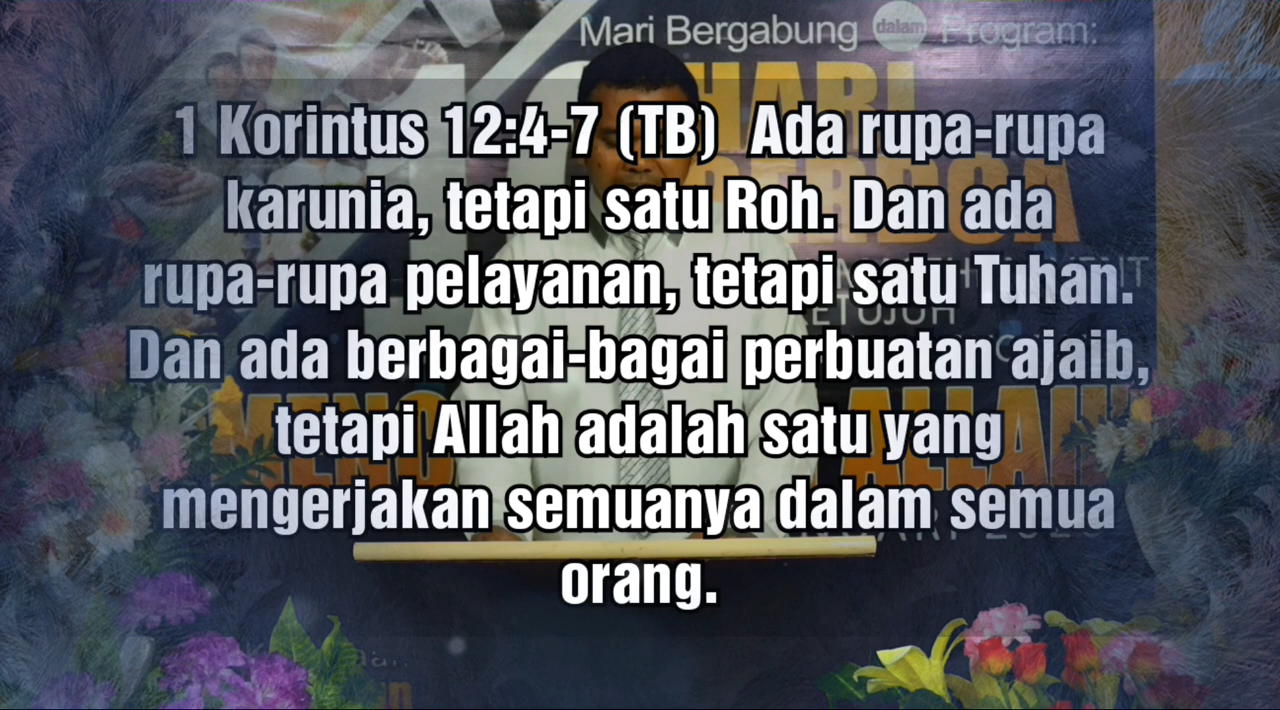 Mari Bergabung dalam Program:
HARI
1 Korintus 12:4-7 (TB) Ada rupa-rupa
karunia, tetapi satu Roh. Dan ada
rupa-rupa pelayanan, tetapi satu Tuhan.
Dan ada berbagai-bagai perbuatan ajaib,
tetapi Allah adalah satu yang
ALLAH
mengerjakan semuanya dalam semua
orang.